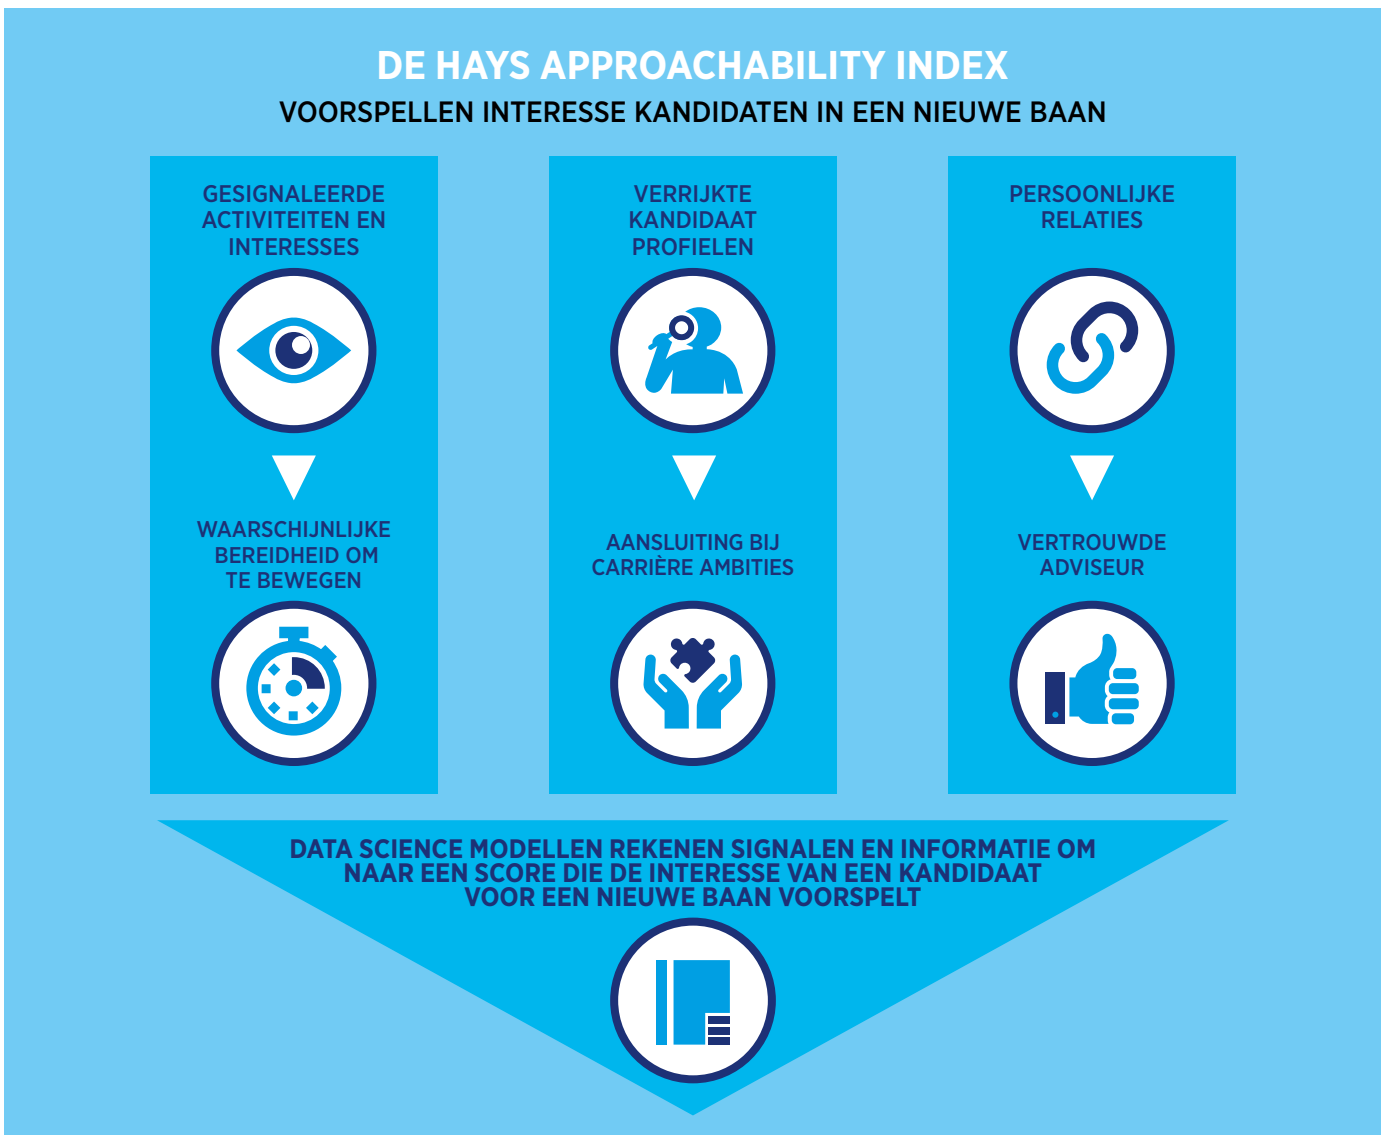 DE HAYS APPROACHABILITY INDEX
VOORSPELLEN INTERESSE KANDIDATEN IN EEN NIEUWE BAAN
GESIGNALEERDE
ACTIVITEITEN EN
INTERESSES
WAARSCHIJNLIJKE
BEREIDHEID OM
TE BEWEGEN
VERRIJKTE
KANDIDAAT
PROFIELEN
AANSLUITING BIJ
CARRIÈRE AMBITIES
PERSOONLIJKE
RELATIES
VERTROUWDE
ADVISEUR
DATA SCIENCE MODELLEN REKENEN SIGNALEN EN INFORMATIE OM
NAAR EEN SCORE DIE DE INTERESSE VAN EEN KANDIDAAT
VOOR EEN NIEUWE BAAN VOORSPELT